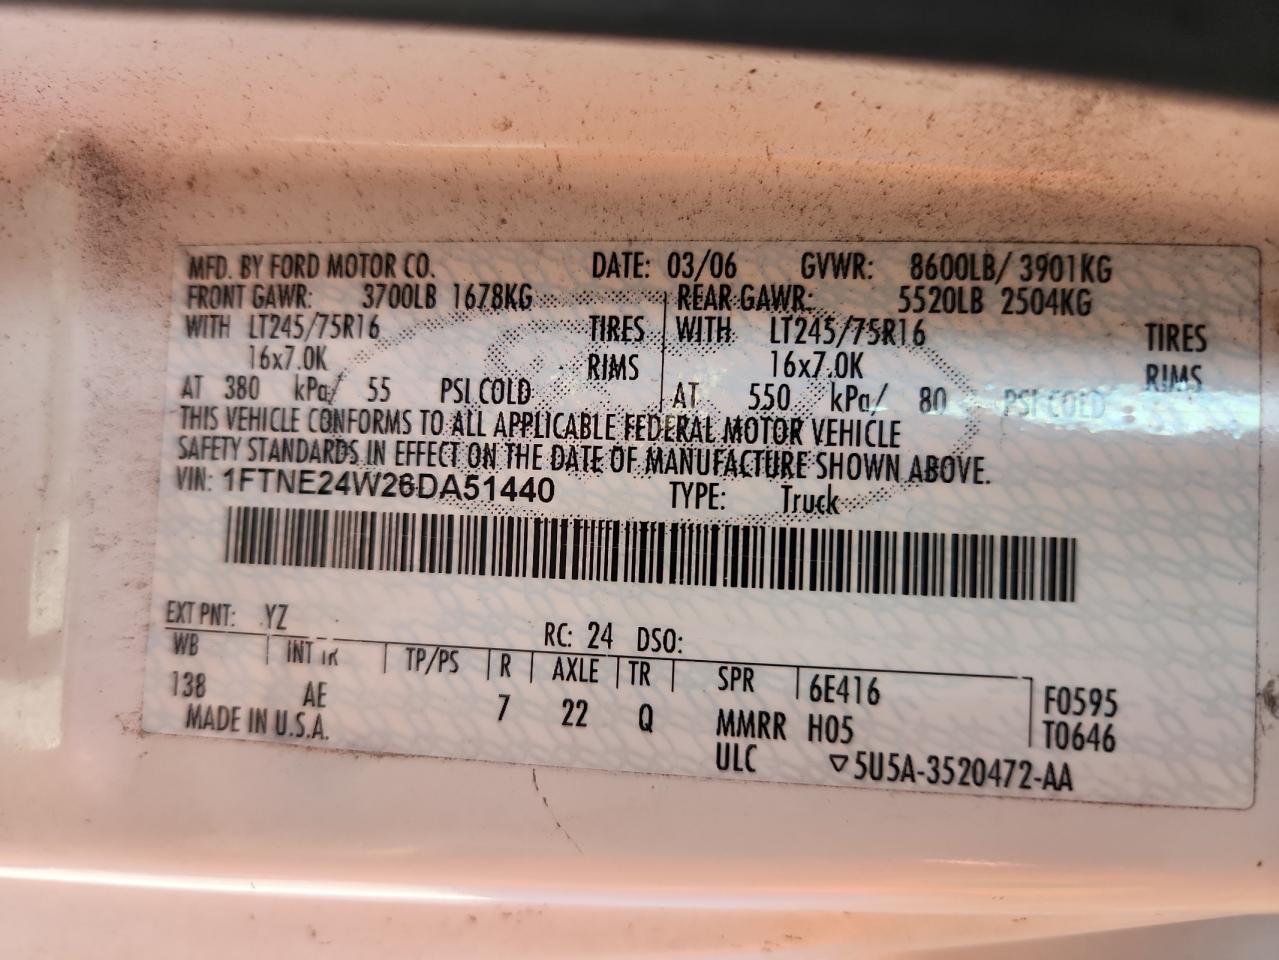 MFD. BY FORD MOTOR CO. DATE: 03/06 GVWR: 8600LB/ 3901KG
FRONT GAWR: 3700LB 1678KG REAR GAWR: 5520LB 2504KG
WITH LT245/75R16 TIRES WITH LT245/75R16 TIRES
16x7.0K RIMS 16x7.0K RIMS
AT 380 kPa/ 55 PSI COLD AT 550 kPa/ 80 PSI COLD
THIS VEHICLE CONFORMS TO ALL APPLICABLE FEDERAL MOTOR VEHICLE
SAFETY STANDARDS IN EFFECT ON THE DATE OF MANUFACTURE SHOWN ABOVE.
VIN: 1FTNE24W26DA51440 TYPE: Truck
EXT PNT: YZ RC: 24 DSO:
WB INT TR TP/PS R AXLE TR SPR 6E416 F0595
138 AE 7 22 Q MMRR H05 T0646
MADE IN U.S.A. ULC ▽5U5A-3520472-AA